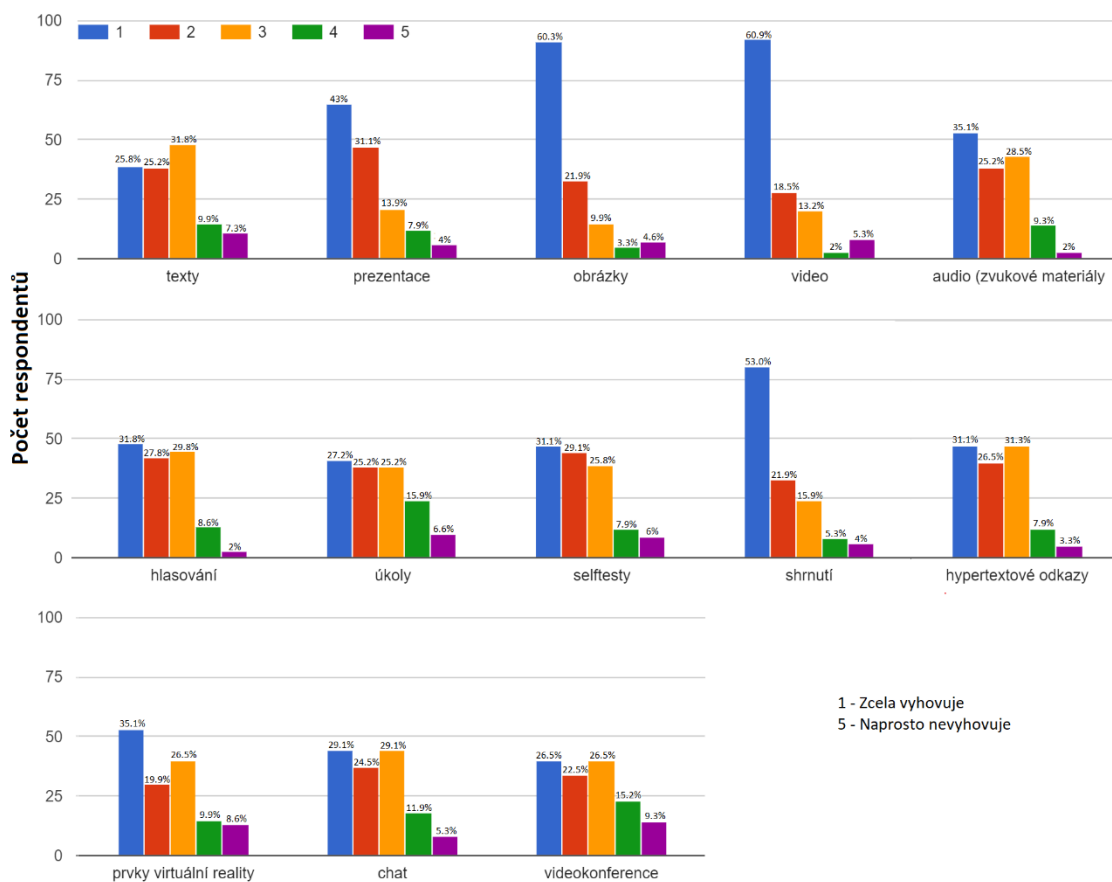 100
75
50
25
0
1 2 3 4 5
25.8% 25.2% 31.8% 9.9% 7.3%
43% 31.1% 13.9% 7.9% 4%
60.3% 21.9% 9.9% 3.3% 4.6%
60.9% 18.5% 13.2% 2% 5.3%
35.1% 25.2% 28.5% 9.3% 2%
texty prezentace obrázky video audio (zvukové materiály
Počet respondentů
100
75
50
25
0
31.8% 27.8% 29.8% 8.6% 2%
27.2% 25.2% 25.2% 15.9% 6.6%
31.1% 29.1% 25.8% 7.9% 6%
53.0% 21.9% 15.9% 5.3% 4%
31.1% 26.5% 31.3% 7.9% 3.3%
hlasování úkoly selftesty shrnutí hypertextové odkazy
100
75
50
25
0
35.1% 19.9% 26.5% 9.9% 8.6%
29.1% 24.5% 29.1% 11.9% 5.3%
26.5% 22.5% 26.5% 15.2% 9.3%
prvky virtuální reality chat videokonference
1 - Zcela vyhovuje
5 - Naprosto nevyhovuje